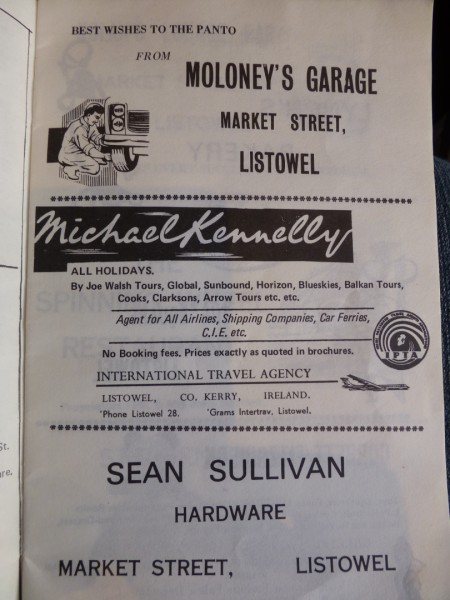 BEST WISHES TO THE PANTO
FROM
MOLONEY'S GARAGE
MARKET STREET,
LISTOWEL
Michael Kennelly
ALL HOLIDAYS.
By Joe Walsh Tours, Global, Sunbound, Horizon, Blueskies, Balkan Tours,
Cooks, Clarksons, Arrow Tours etc. etc.
Agent for All Airlines, Shipping Companies, Car Ferries,
C.I.E. etc.
IPTA
No Booking fees. Prices exactly as quoted in brochures.
INTERNATIONAL TRAVEL AGENCY
LISTOWEL, CO. KERRY, IRELAND.
'Phone Listowel 28. 'Grams Intertrav, Listowel.
St.
re.
SEAN SULLIVAN
HARDWARE
MARKET STREET, LISTOWEL